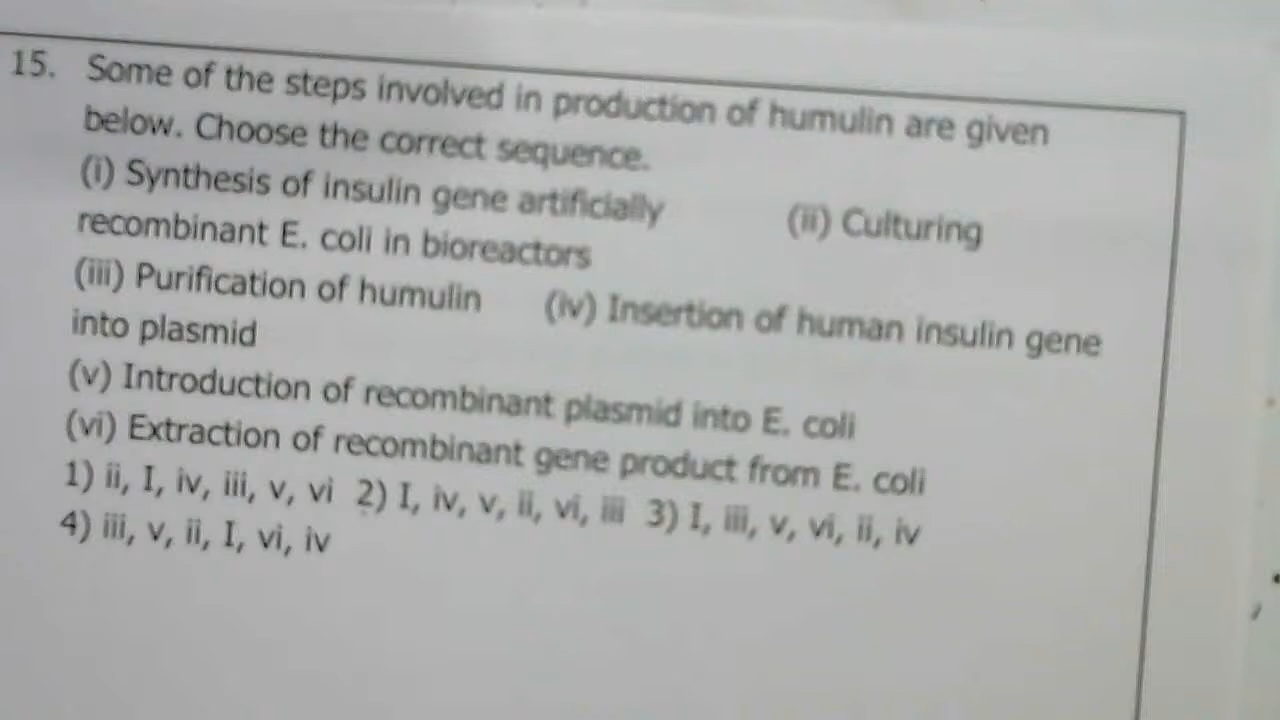 15. Some of the steps involved in production of humulin are given
below. Choose the correct sequence.
(i) Synthesis of insulin gene artificially (ii) Culturing
recombinant E. coli in bioreactors
(iii) Purification of humulin (iv) Insertion of human insulin gene
into plasmid
(v) Introduction of recombinant plasmid into E. coli
(vi) Extraction of recombinant gene product from E. coli
1) ii, I, iv, iii, v, vi 2) I, iv, v, ii, vi, iii 3) I, iii, v, vi, ii, iv
4) iii, v, ii, I, vi, iv